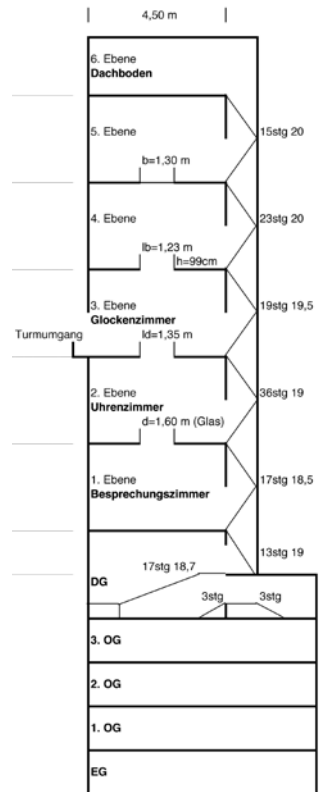 4,50 m
6. Ebene
Dachboden
5. Ebene
15stg 20
b=1,30 m
4. Ebene
23stg 20
lb=1,23 m
h=99cm
3. Ebene
19stg 19,5
Glockenzimmer
Turmumgang
ld=1,35 m
2. Ebene
36stg 19
Uhrenzimmer
d=1,60 m (Glas)
1. Ebene
17stg 18,5
Besprechungszimmer
13stg 19
17stg 18,7
DG
3stg
3stg
3. OG
2. OG
1. OG
EG